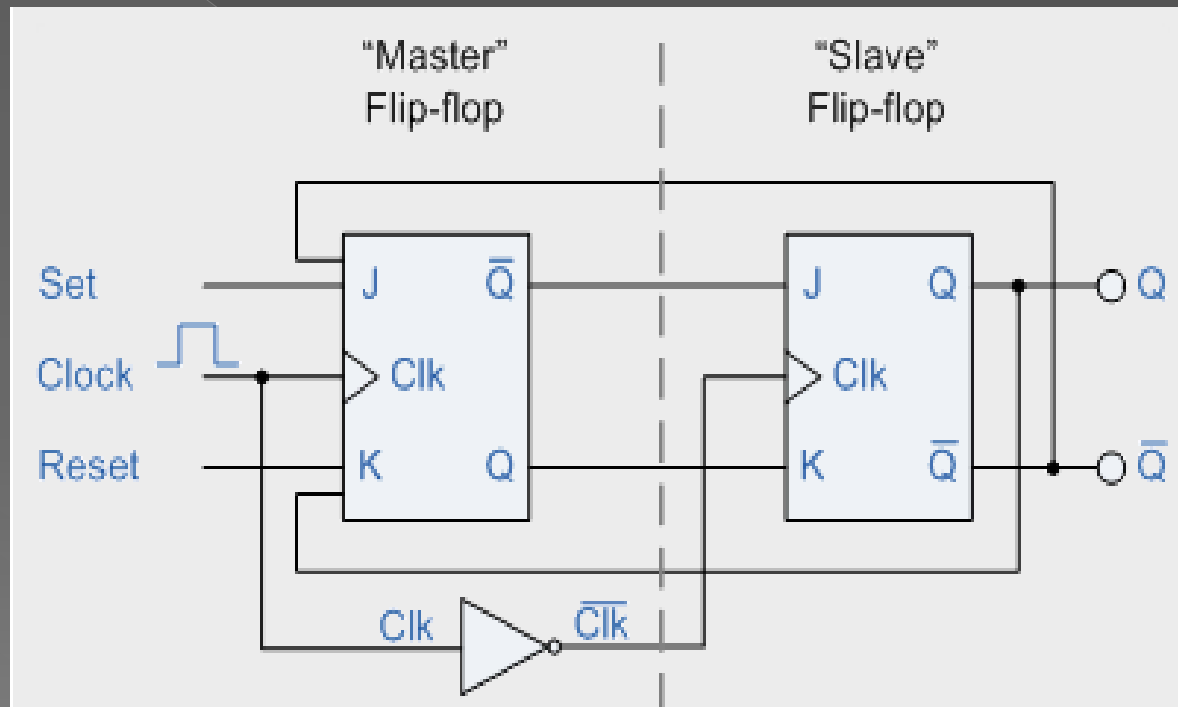 “Master”
Flip-flop
“Slave”
Flip-flop
Set
J
Q̅
J
Q
Q
Clock
Clk
Clk
Reset
K
Q
K
Q̅
Q̅
Clk
C̅l̅k̅